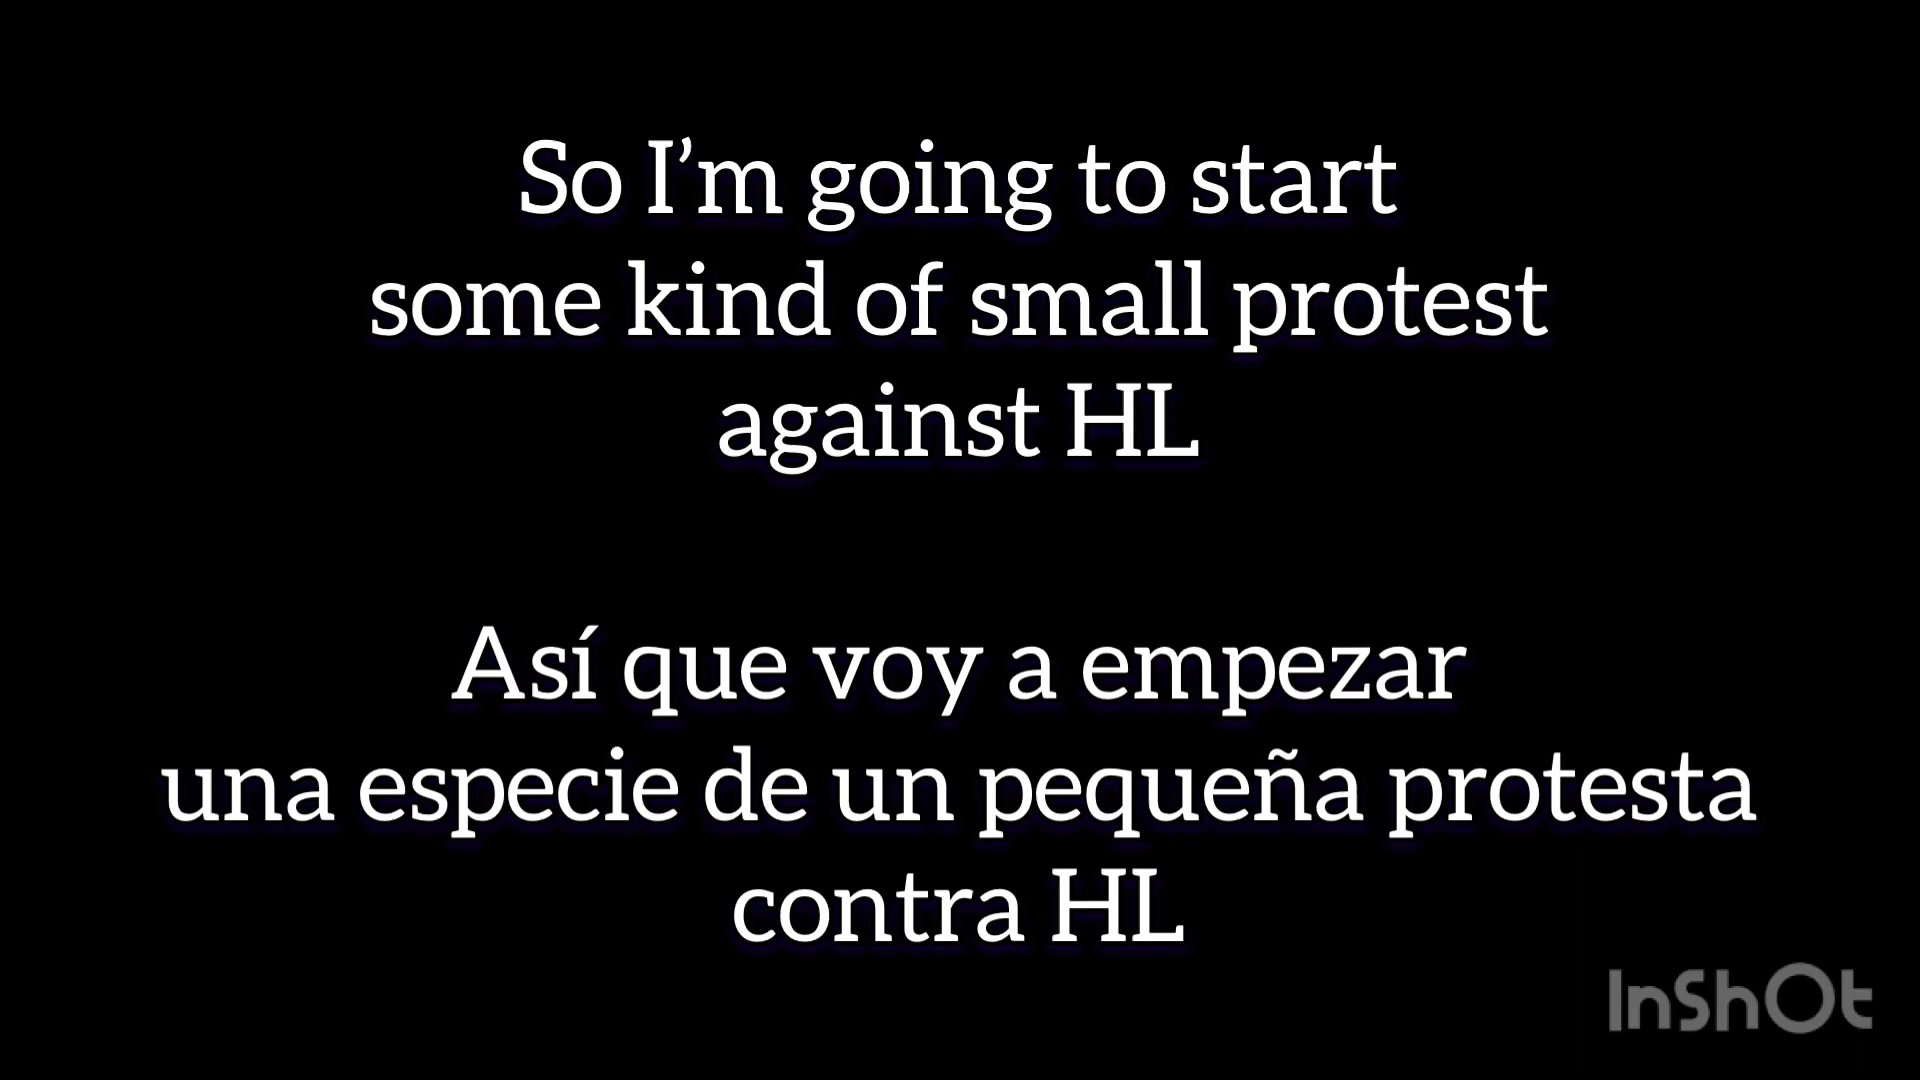 So I’m going to start
some kind of small protest
against HL
Así que voy a empezar
una especie de un pequeña protesta
contra HL
InShOt